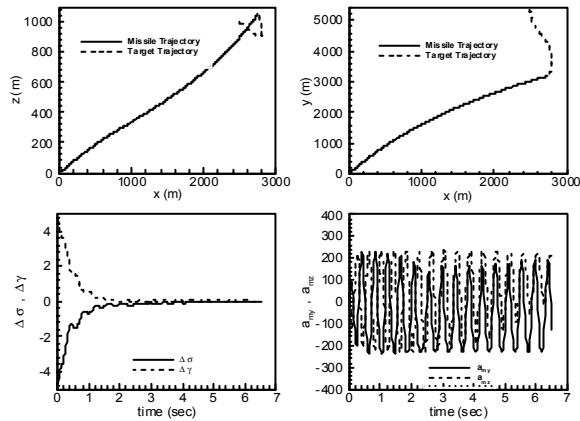 1000
800
600
400
200
0
z (m)
Missile Trajectory
Target Trajectory
0 1000 2000 3000
x (m)
5000
4000
3000
2000
1000
0
y (m)
Missile Trajectory
Target Trajectory
0 1000 2000 3000
x (m)
4
2
0
-2
-4
Δσ , Δγ
Δσ
Δγ
0 1 2 3 4 5 6 7
time (sec)
400
300
200
100
0
-100
-200
-300
-400
a_my , a_mz
a_my
a_mz
0 1 2 3 4 5 6 7
time (sec)